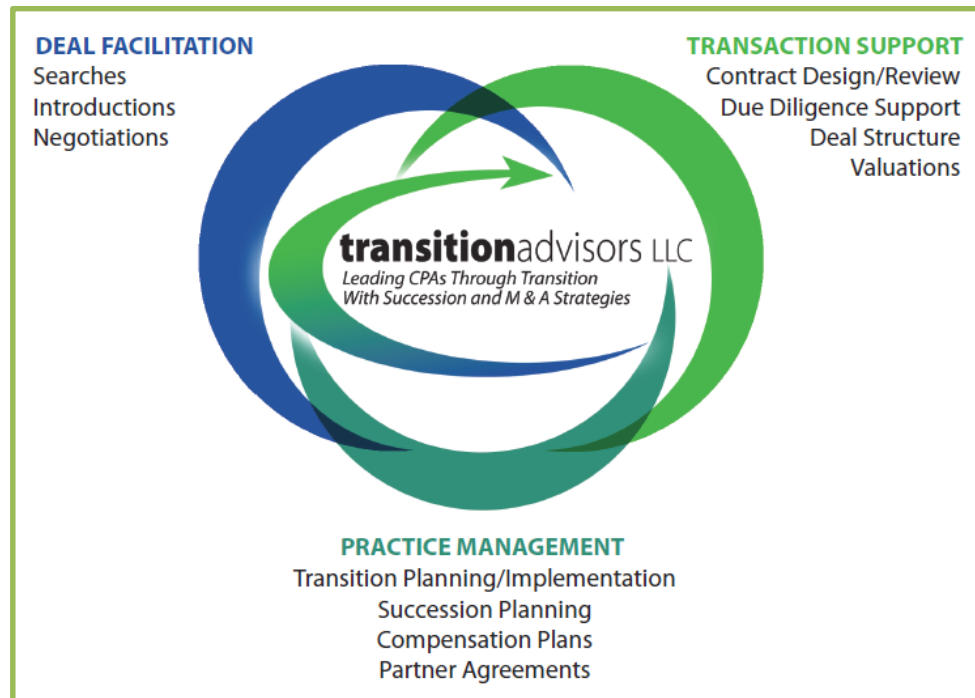 DEAL FACILITATION
Searches
Introductions
Negotiations
TRANSACTION SUPPORT
Contract Design/Review
Due Diligence Support
Deal Structure
Valuations
transitionadvisors LLC
Leading CPAs Through Transition
With Succession and M & A Strategies
PRACTICE MANAGEMENT
Transition Planning/Implementation
Succession Planning
Compensation Plans
Partner Agreements